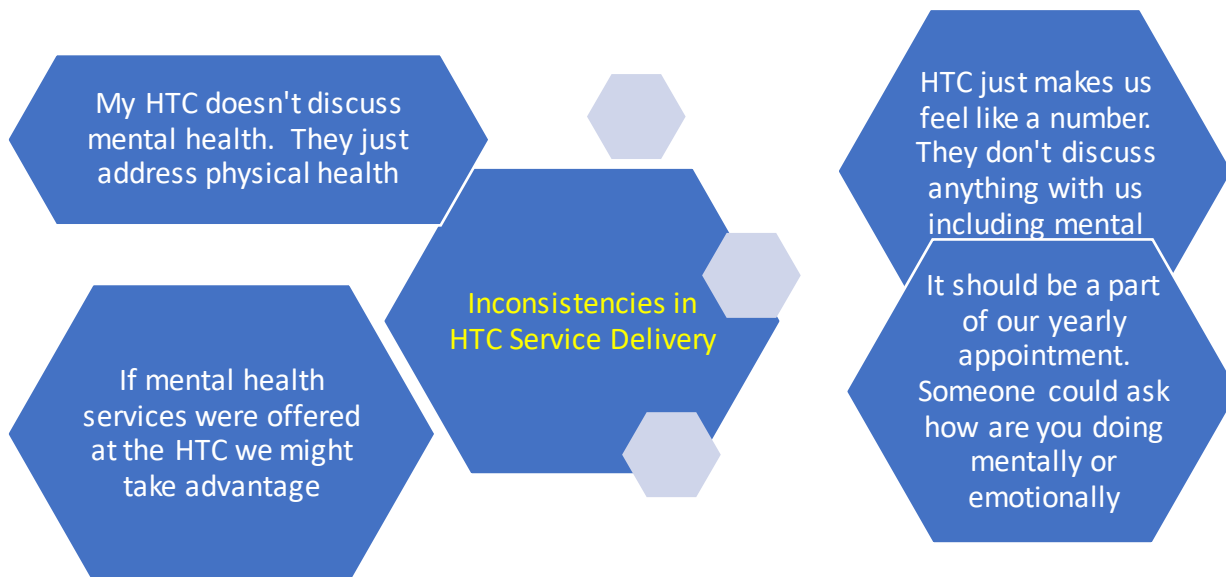 My HTC doesn't discuss
mental health.  They just
address physical health
If mental health
services were offered
at the HTC we might
take advantage
Inconsistencies in
HTC Service Delivery
HTC just makes us
feel like a number.
They don't discuss
anything with us
including mental
It should be a part
of our yearly
appointment.
Someone could ask
how are you doing
mentally or
emotionally